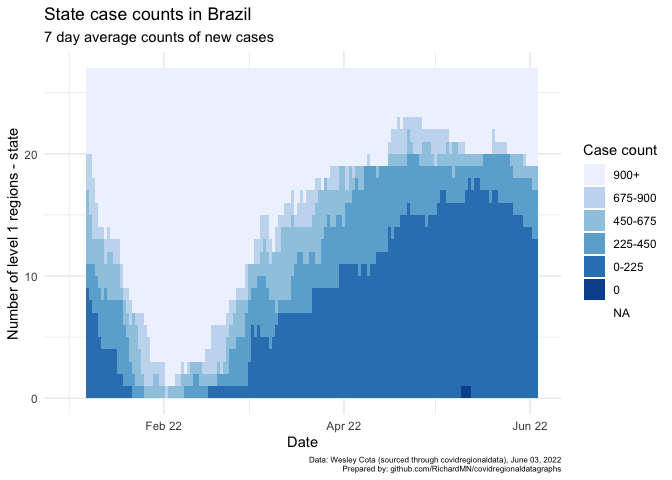 State case counts in Brazil
7 day average counts of new cases
Number of level 1 regions - state
20
10
0
Feb 22
Apr 22
Jun 22
Date
Case count
900+
675-900
450-675
225-450
0-225
0
NA
Data: Wesley Cota (sourced through covidregionaldata), June 03, 2022
Prepared by: github.com/RichardMN/covidregionaldatagraphs